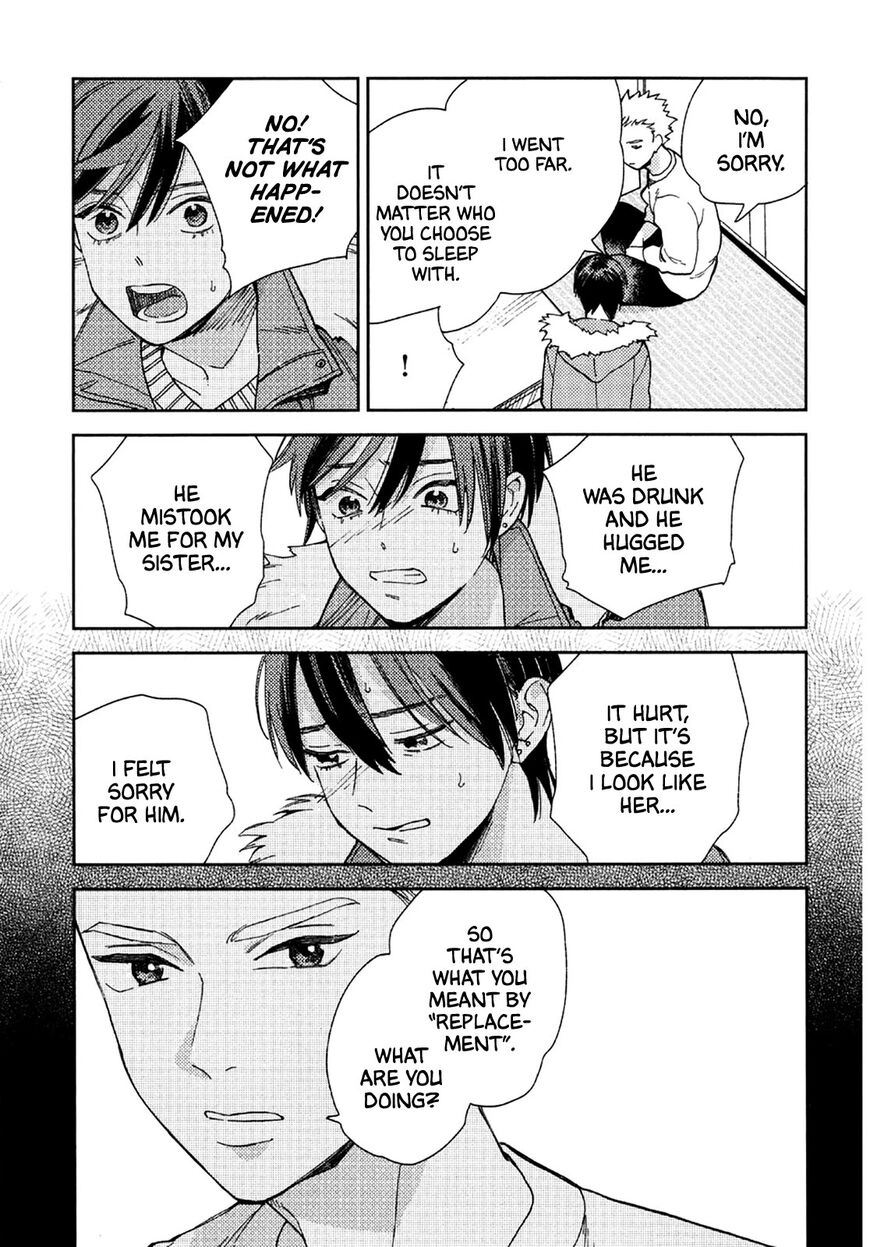 NO,
I'M
SORRY.
I WENT
TOO FAR.
IT
DOESN'T
MATTER WHO
YOU CHOOSE
TO SLEEP
WITH.
!
NO!
THAT'S
NOT WHAT
HAPP-
ENED!
HE
WAS DRUNK
AND HE
HUGGED
ME...
HE
MISTOOK
ME FOR MY
SISTER...
IT HURT,
BUT IT'S
BECAUSE
I LOOK LIKE
HER...
I FELT
SORRY
FOR HIM.
SO
THAT'S
WHAT YOU
MEANT BY
"REPLACE-
MENT".
WHAT
ARE YOU
DOING?